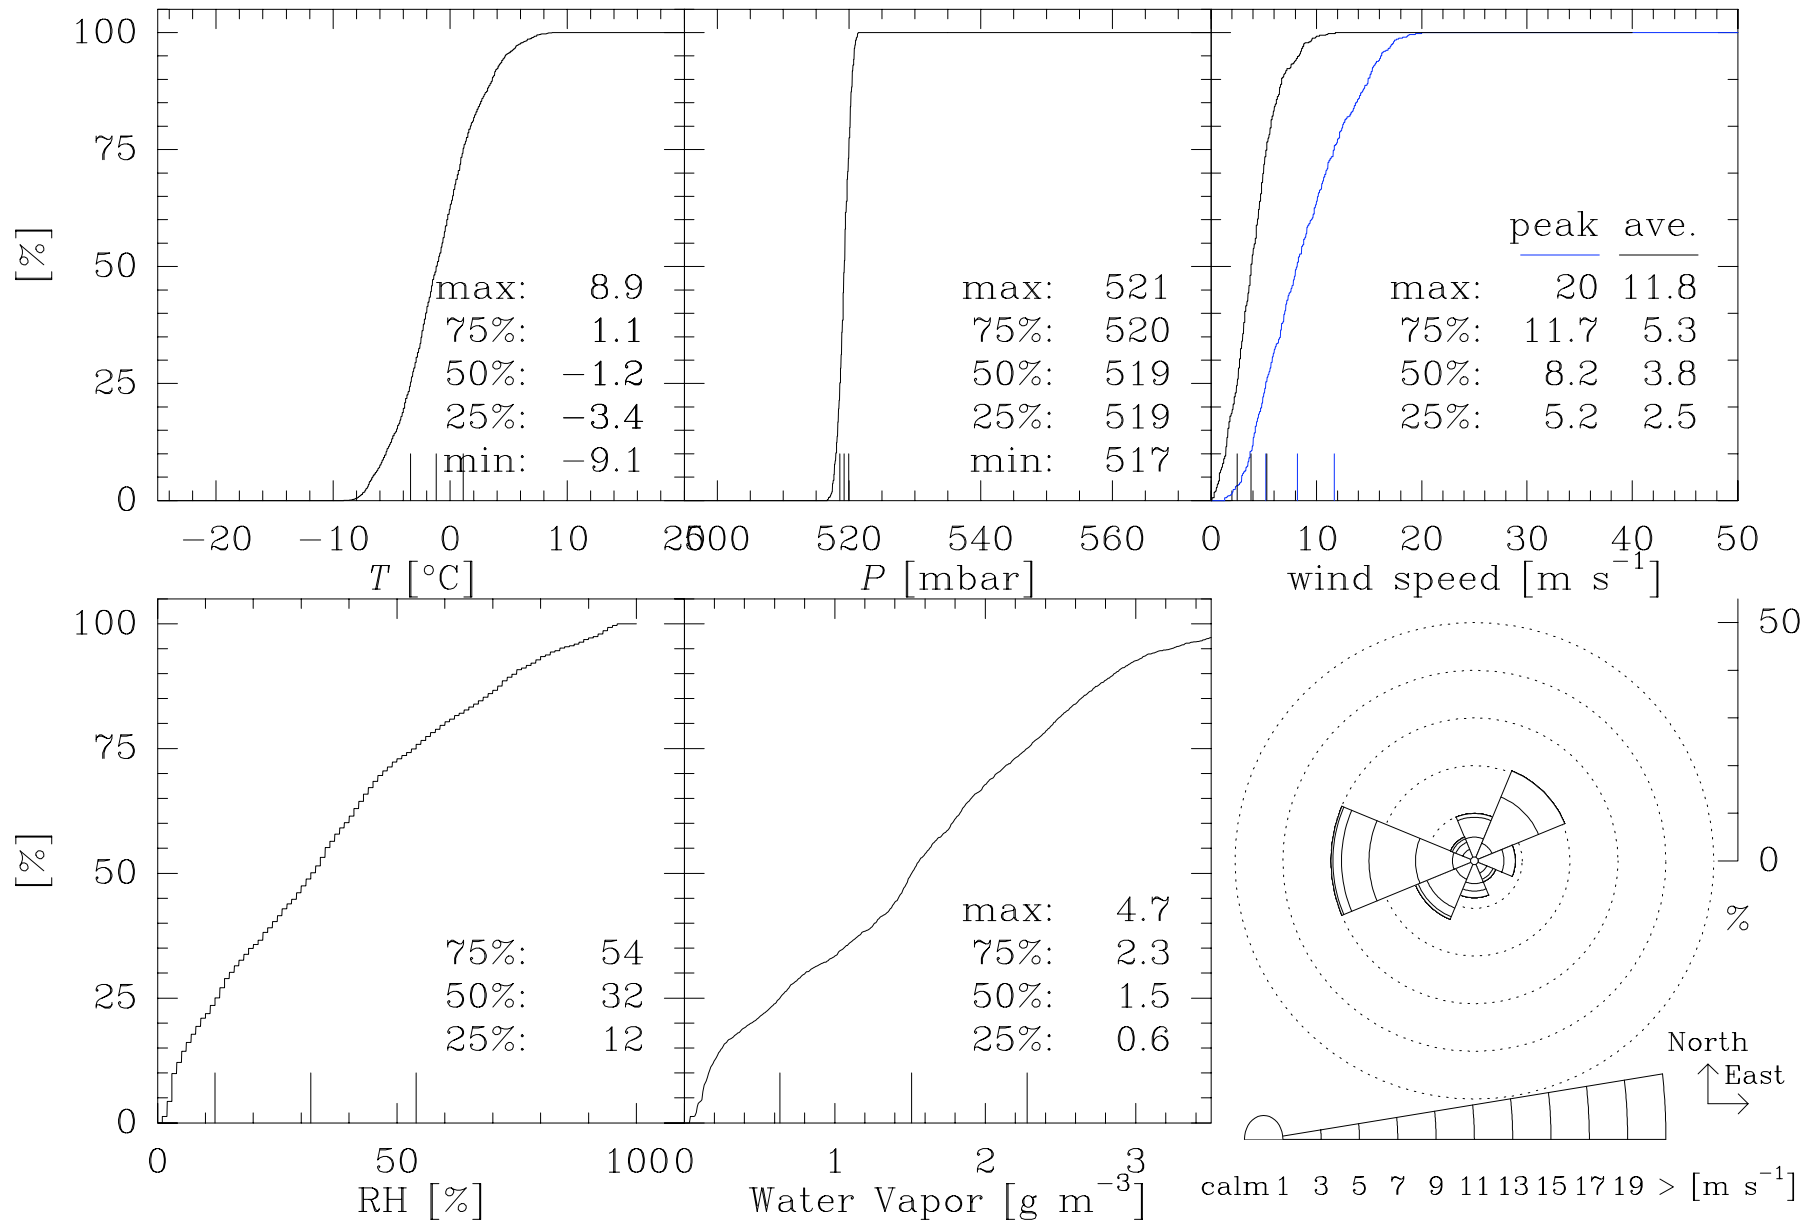 100
75
50
25
0
[%]
max: 8.9
75%: 1.1
50%: −1.2
25%: −3.4
min: −9.1
−20 −10 0 10 20
T [°C]
max: 521
75%: 520
50%: 519
25%: 519
min: 517
500 520 540 560
P [mbar]
peak ave.
max: 20 11.8
75%: 11.7 5.3
50%: 8.2 3.8
25%: 5.2 2.5
0 10 20 30 40 50
wind speed [m s−1]
100
75
50
25
0
[%]
75%: 54
50%: 32
25%: 12
0 50 100
RH [%]
max: 4.7
75%: 2.3
50%: 1.5
25%: 0.6
0 1 2 3
Water Vapor [g m−3]
50
0
%
North
East
calm 1 3 5 7 9 11 13 15 17 19 > [m s−1]